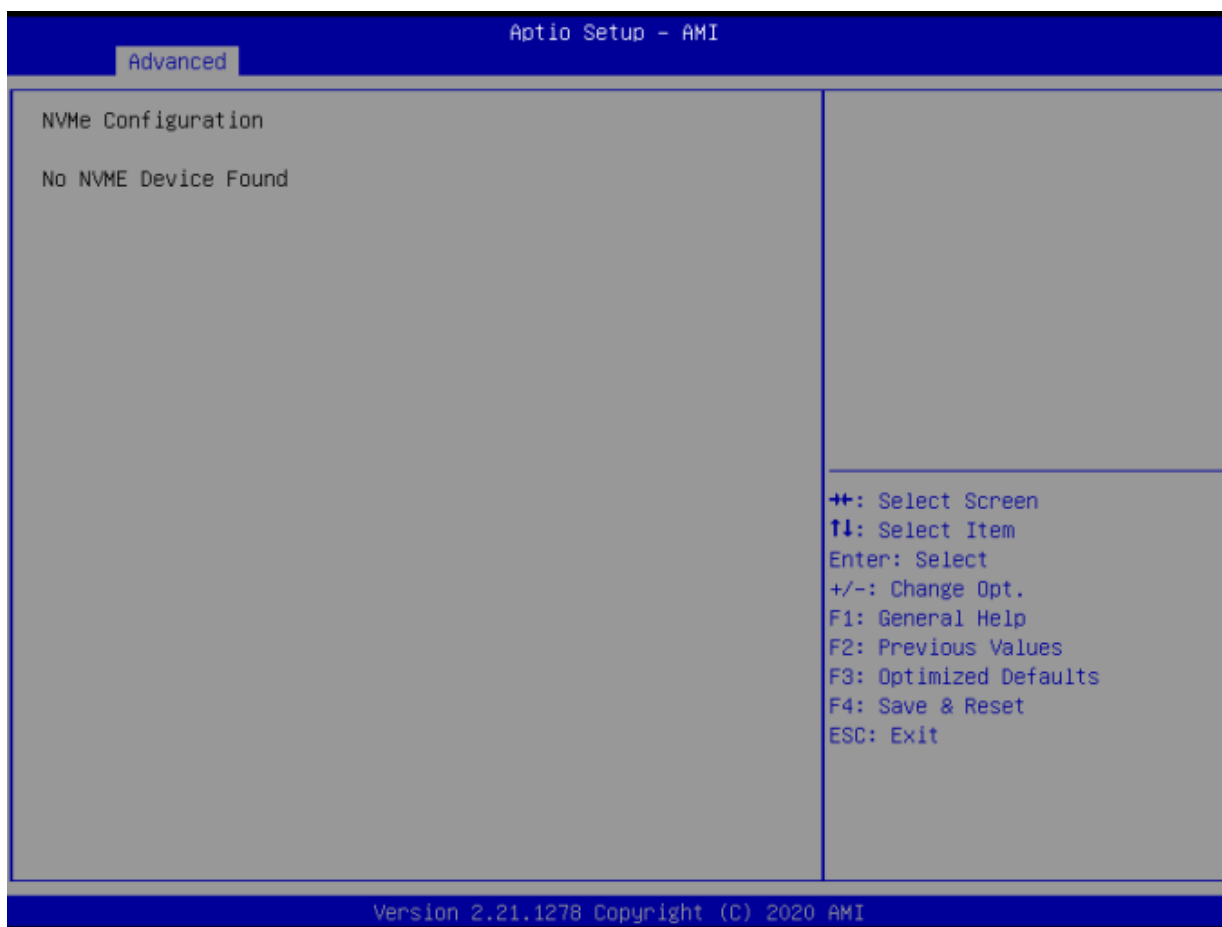 Aptio Setup - AMI
Advanced
NVMe Configuration
No NVME Device Found
→←: Select Screen
↑↓: Select Item
Enter: Select
+/-: Change Opt.
F1: General Help
F2: Previous Values
F3: Optimized Defaults
F4: Save & Reset
ESC: Exit
Version 2.21.1278 Copyright (C) 2020 AMI